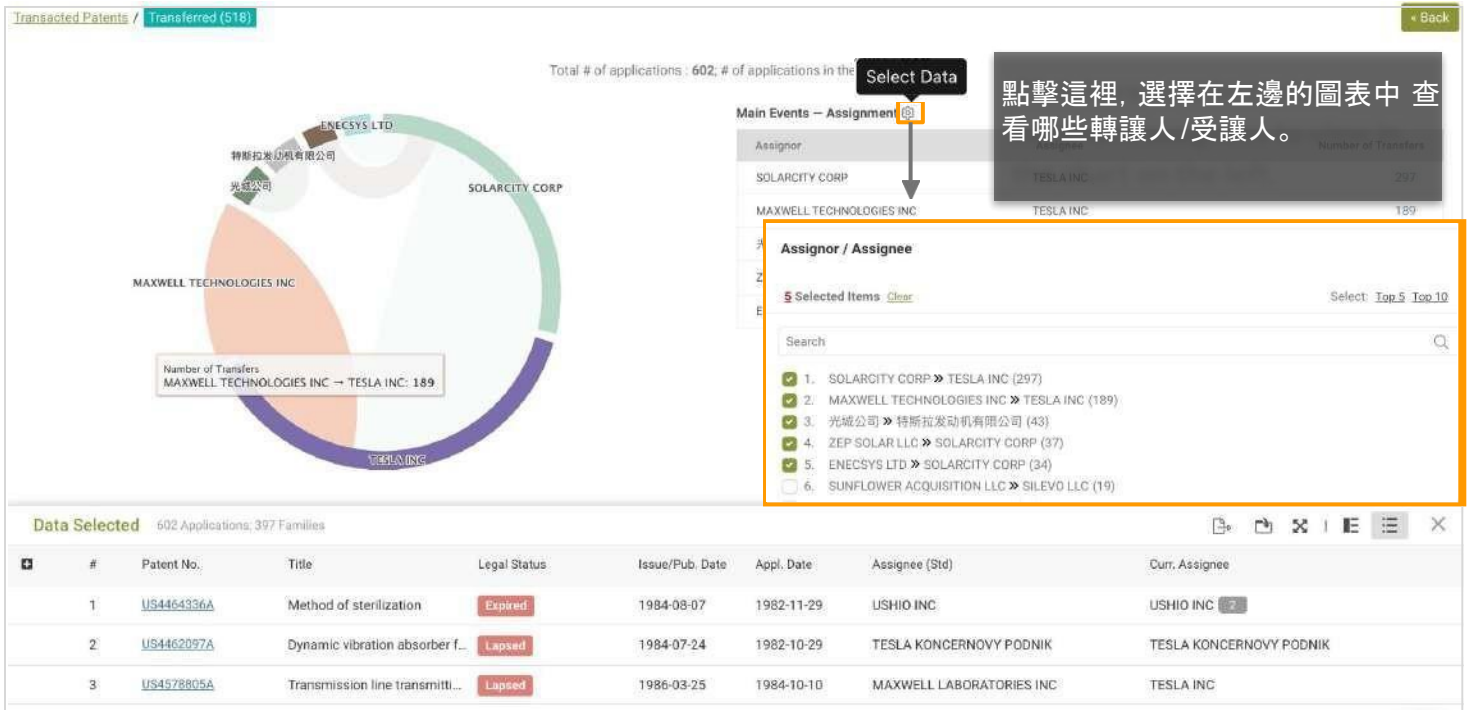 Transacted Patents / Transferred (518)
« Back
Total # of applications : 602; # of applications in the
Select Data
點擊這裡, 選擇在左邊的圖表中 查
看哪些轉讓人/受讓人。
Main Events — Assignment
Assignor Assignee Number of Transfers
SOLARCITY CORP TESLA INC 297
MAXWELL TECHNOLOGIES INC TESLA INC 189
光
Z
E
ENECSYS LTD
特斯拉发动机有限公司
光城公司
SOLARCITY CORP
MAXWELL TECHNOLOGIES INC
Number of Transfers
MAXWELL TECHNOLOGIES INC → TESLA INC: 189
TESLA INC
Assignor / Assignee
5 Selected Items Clear Select: Top 5 Top 10
Search
1. SOLARCITY CORP » TESLA INC (297)
2. MAXWELL TECHNOLOGIES INC » TESLA INC (189)
3. 光城公司 » 特斯拉发动机有限公司 (43)
4. ZEP SOLAR LLC » SOLARCITY CORP (37)
5. ENECSYS LTD » SOLARCITY CORP (34)
6. SUNFLOWER ACQUISITION LLC » SILEVO LLC (19)
Data Selected 602 Applications; 397 Families
# Patent No. Title Legal Status Issue/Pub. Date Appl. Date Assignee (Std) Curr. Assignee
1 US4464336A Method of sterilization Expired 1984-08-07 1982-11-29 USHIO INC USHIO INC 2
2 US4462097A Dynamic vibration absorber f... Lapsed 1984-07-24 1982-10-29 TESLA KONCERNOVY PODNIK TESLA KONCERNOVY PODNIK
3 US4578805A Transmission line transmitti... Lapsed 1986-03-25 1984-10-10 MAXWELL LABORATORIES INC TESLA INC